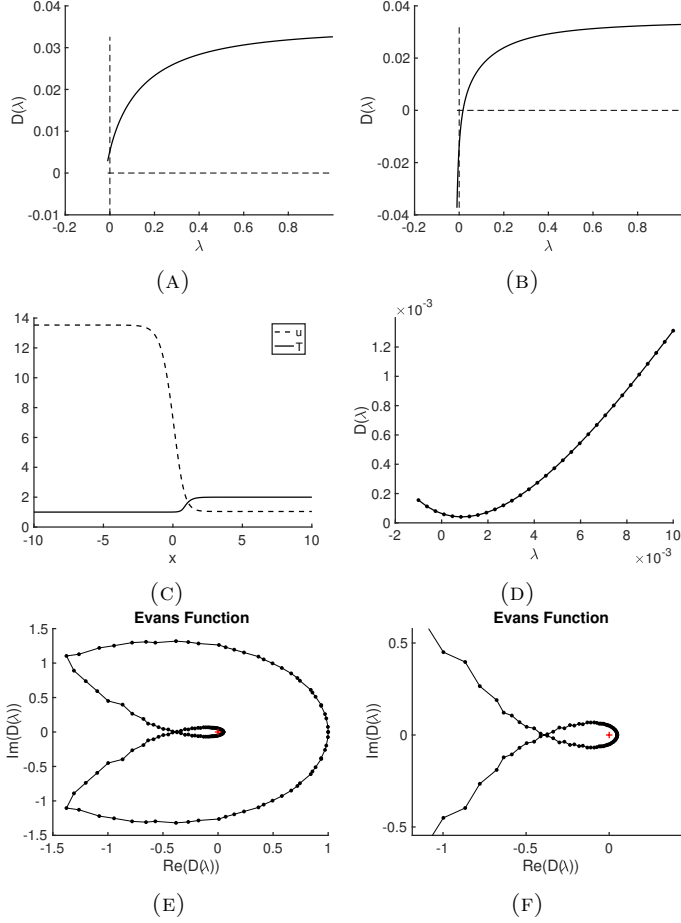 0.04
0.03
0.02
0.01
0
-0.01
D(λ)
-0.2 0 0.2 0.4 0.6 0.8
λ
(A)
0.04
0.02
0
-0.02
-0.04
D(λ)
-0.2 0 0.2 0.4 0.6 0.8
λ
(B)
14
12
10
8
6
4
2
0
u
T
-10 -5 0 5 10
x
(C)
×10⁻³
1.2
1
0.8
0.6
0.4
0.2
0
D(λ)
-2 0 2 4 6 8 10
λ
×10⁻³
(D)
Evans Function
1.5
1
0.5
0
-0.5
-1
-1.5
Im(D(λ))
-1.5 -1 -0.5 0 0.5 1
Re(D(λ))
(E)
Evans Function
0.5
0
-0.5
Im(D(λ))
-1 -0.5 0
Re(D(λ))
(F)